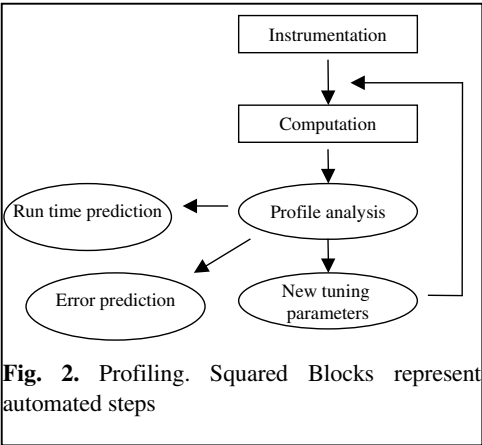 Instrumentation
Computation
Run time prediction
Profile analysis
Error prediction
New tuning
parameters
Fig. 2. Profiling. Squared Blocks represent
automated steps